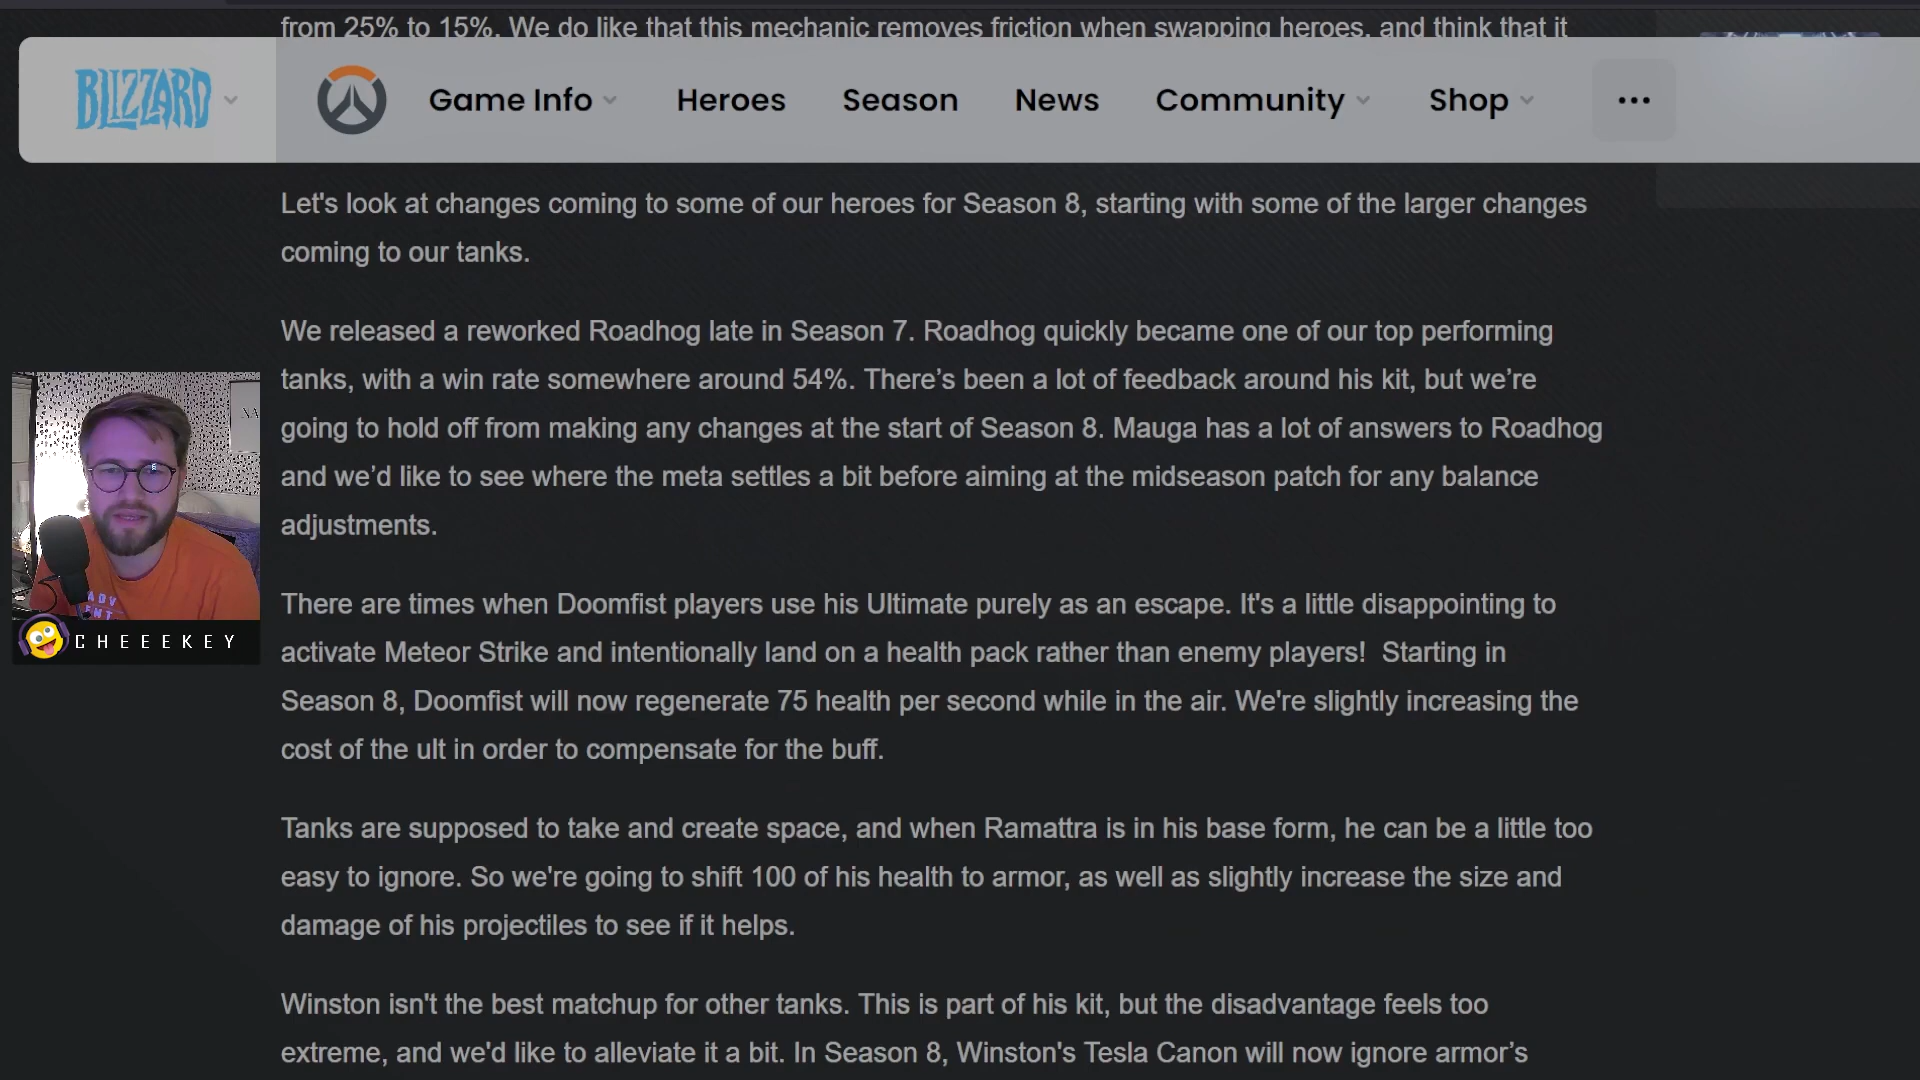 from 25% to 15%. We do like that this mechanic removes friction when swapping heroes, and think that it
BLIZZARD
Game Info
Heroes
Season
News
Community
Shop
Let's look at changes coming to some of our heroes for Season 8, starting with some of the larger changes
coming to our tanks.
We released a reworked Roadhog late in Season 7. Roadhog quickly became one of our top performing
tanks, with a win rate somewhere around 54%. There’s been a lot of feedback around his kit, but we’re
going to hold off from making any changes at the start of Season 8. Mauga has a lot of answers to Roadhog
and we’d like to see where the meta settles a bit before aiming at the midseason patch for any balance
adjustments.
There are times when Doomfist players use his Ultimate purely as an escape. It's a little disappointing to
activate Meteor Strike and intentionally land on a health pack rather than enemy players!  Starting in
Season 8, Doomfist will now regenerate 75 health per second while in the air. We're slightly increasing the
cost of the ult in order to compensate for the buff.
Tanks are supposed to take and create space, and when Ramattra is in his base form, he can be a little too
easy to ignore. So we're going to shift 100 of his health to armor, as well as slightly increase the size and
damage of his projectiles to see if it helps.
Winston isn't the best matchup for other tanks. This is part of his kit, but the disadvantage feels too
extreme, and we'd like to alleviate it a bit. In Season 8, Winston's Tesla Canon will now ignore armor’s
CHEEEKEY